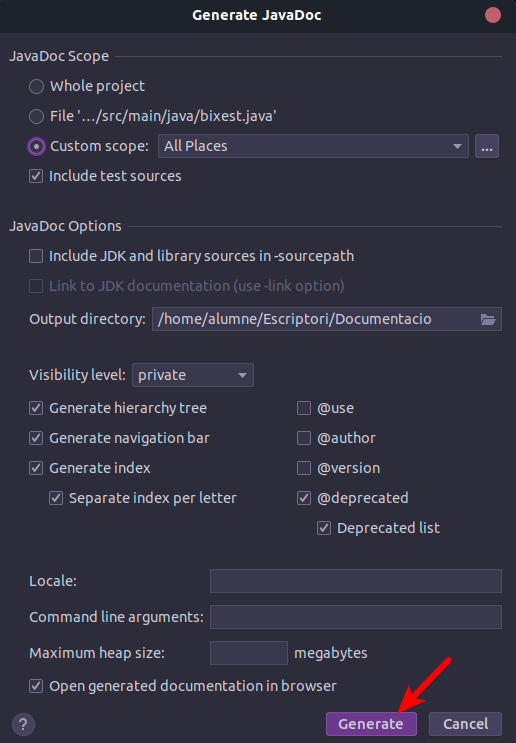 Generate JavaDoc
JavaDoc Scope
Whole project
File '.../src/main/java/bixest.java'
Custom scope: All Places ...
Include test sources
JavaDoc Options
Include JDK and library sources in -sourcepath
Link to JDK documentation (use -link option)
Output directory: /home/alumne/Escriptori/Documentacio
Visibility level: private
Generate hierarchy tree @use
Generate navigation bar @author
Generate index @version
Separate index per letter @deprecated
Deprecated list
Locale:
Command line arguments:
Maximum heap size: megabytes
Open generated documentation in browser
? Generate Cancel